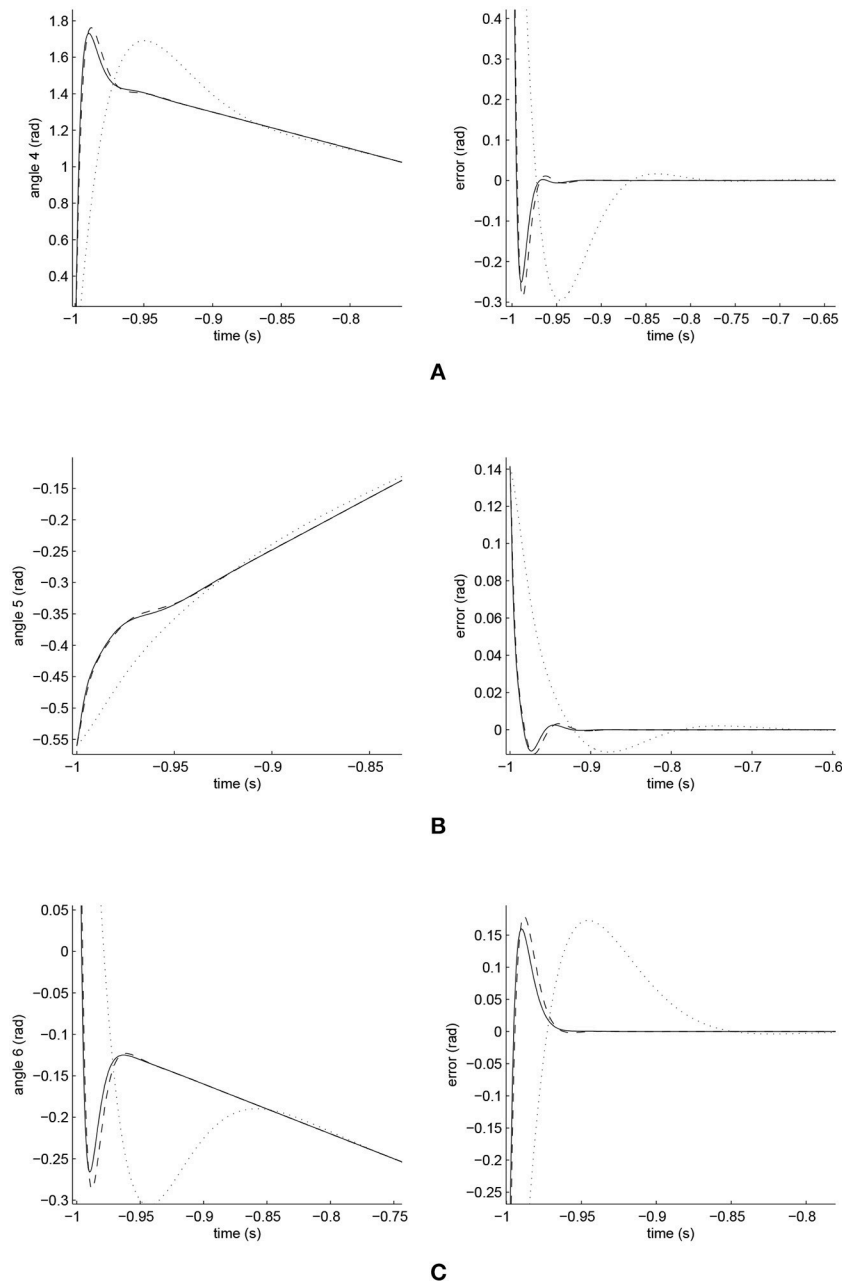 1.8
1.6
1.4
1.2
1
0.8
0.6
0.4
angle 4 (rad)
−1 −0.95 −0.9 −0.85 −0.8
time (s)
0.4
0.3
0.2
0.1
0
−0.1
−0.2
−0.3
error (rad)
−1 −0.95 −0.9 −0.85 −0.8 −0.75 −0.7 −0.65
time (s)
A
−0.15
−0.2
−0.25
−0.3
−0.35
−0.4
−0.45
−0.5
−0.55
angle 5 (rad)
−1 −0.95 −0.9 −0.85
time (s)
0.14
0.12
0.1
0.08
0.06
0.04
0.02
0
error (rad)
−1 −0.9 −0.8 −0.7 −0.6
time (s)
B
0.05
0
−0.05
−0.1
−0.15
−0.2
−0.25
−0.3
angle 6 (rad)
−1 −0.95 −0.9 −0.85 −0.8 −0.75
time (s)
0.15
0.1
0.05
0
−0.05
−0.1
−0.15
−0.2
−0.25
error (rad)
−1 −0.95 −0.9 −0.85 −0.8
time (s)
C